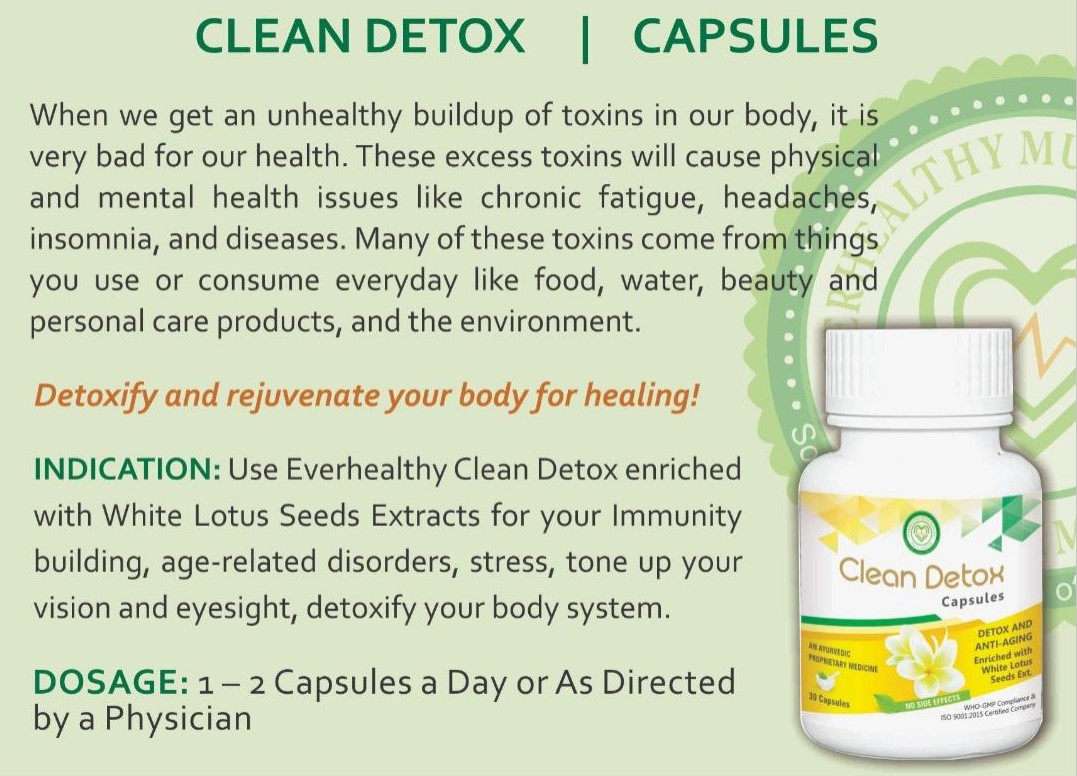 CLEAN DETOX | CAPSULES
When we get an unhealthy buildup of toxins in our body, it is
very bad for our health. These excess toxins will cause physical
and mental health issues like chronic fatigue, headaches,
insomnia, and diseases. Many of these toxins come from things
you use or consume everyday like food, water, beauty and
personal care products, and the environment.
Detoxify and rejuvenate your body for healing!
INDICATION: Use Everhealthy Clean Detox enriched
with White Lotus Seeds Extracts for your Immunity
building, age-related disorders, stress, tone up your
vision and eyesight, detoxify your body system.
DOSAGE: 1 – 2 Capsules a Day or As Directed
by a Physician
Clean Detox
Capsules
DETOX AND
ANTI-AGING
Enriched with
White Lotus
Seeds Ext.
AN AYURVEDIC
PROPRIETARY MEDICINE
30 Capsules
NO SIDE EFFECTS
WHO-GMP Compliance &
ISO 9001:2015 Certified Company